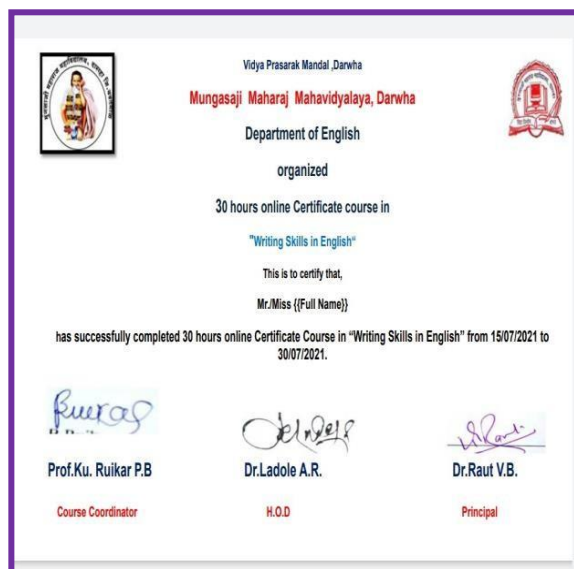 Vidya Prasarak Mandal ,Darwha
Mungasaji Maharaj Mahavidyalaya, Darwha
Department of English
organized
30 hours online Certificate course in
"Writing Skills in English“
This is to certify that,
Mr./Miss {{Full Name}}
has successfully completed 30 hours online Certificate Course in “Writing Skills in English” from 15/07/2021 to
30/07/2021.
Prof.Ku. Ruikar P.B
Dr.Ladole A.R.
Dr.Raut V.B.
Course Coordinator
H.O.D
Principal